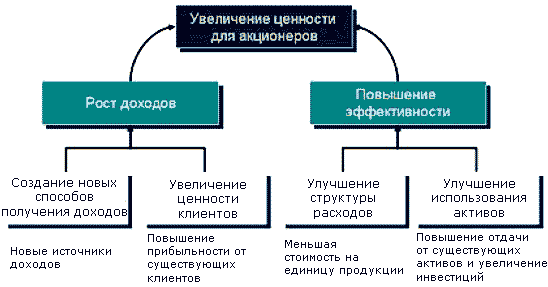 Увеличение ценности
для акционеров
Рост доходов
Повышение
эффективности
Создание новых
способов
получения доходов
Увеличение
ценности
клиентов
Улучшение
структуры
расходов
Улучшение
использования
активов
Новые источники
доходов
Повышение
прибыльности от
существующих
клиентов
Меньшая
стоимость на
единицу продукции
Повышение отдачи
от существующих
активов и увеличение
инвестиций